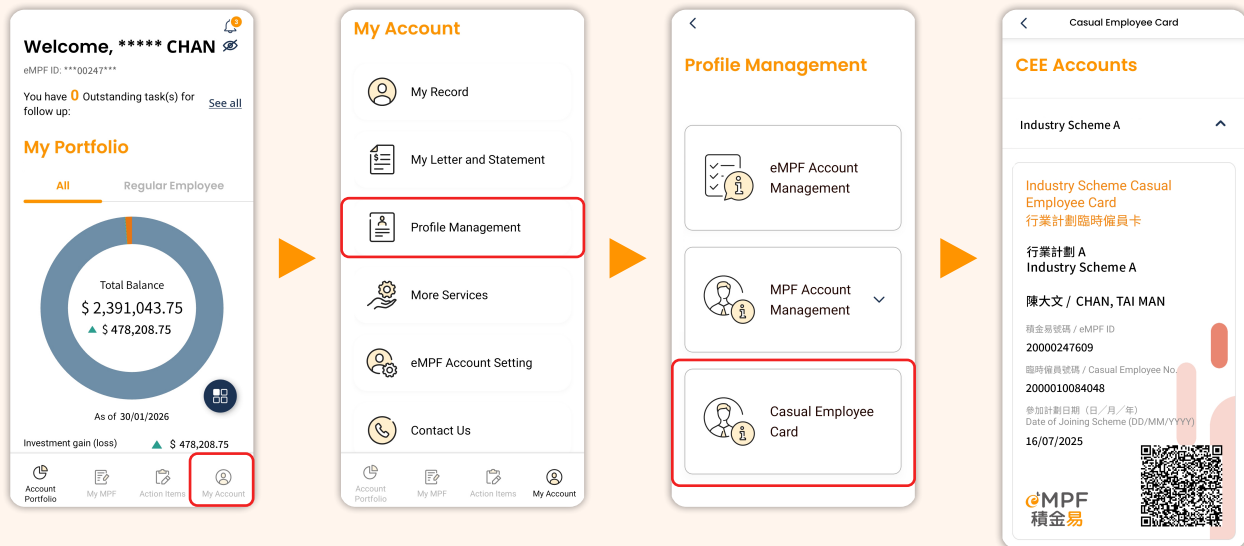 3
Welcome, ***** CHAN
eMPF ID: ***00247***
You have 0 Outstanding task(s) for
follow up:
See all
My Portfolio
All
Regular Employee
Total Balance
$ 2,391,043.75
▲ $ 478,208.75
As of 30/01/2026
Investment gain (loss)
▲ $ 478,208.75
Account
Portfolio
My MPF
Action Items
My Account
My Account
My Record
My Letter and Statement
Profile Management
More Services
eMPF Account Setting
Contact Us
Account
Portfolio
My MPF
Action Items
My Account
Profile Management
eMPF Account
Management
MPF Account
Management
Casual Employee
Card
Casual Employee Card
CEE Accounts
Industry Scheme A
Industry Scheme Casual
Employee Card
行業計劃臨時僱員卡
行業計劃 A
Industry Scheme A
陳大文 / CHAN, TAI MAN
積金易號碼 / eMPF ID
20000247609
臨時僱員號碼 / Casual Employee No.
2000010084048
參加計劃日期（日／月／年）
Date of Joining Scheme (DD/MM/YYYY)
16/07/2025
eMPF
積金易